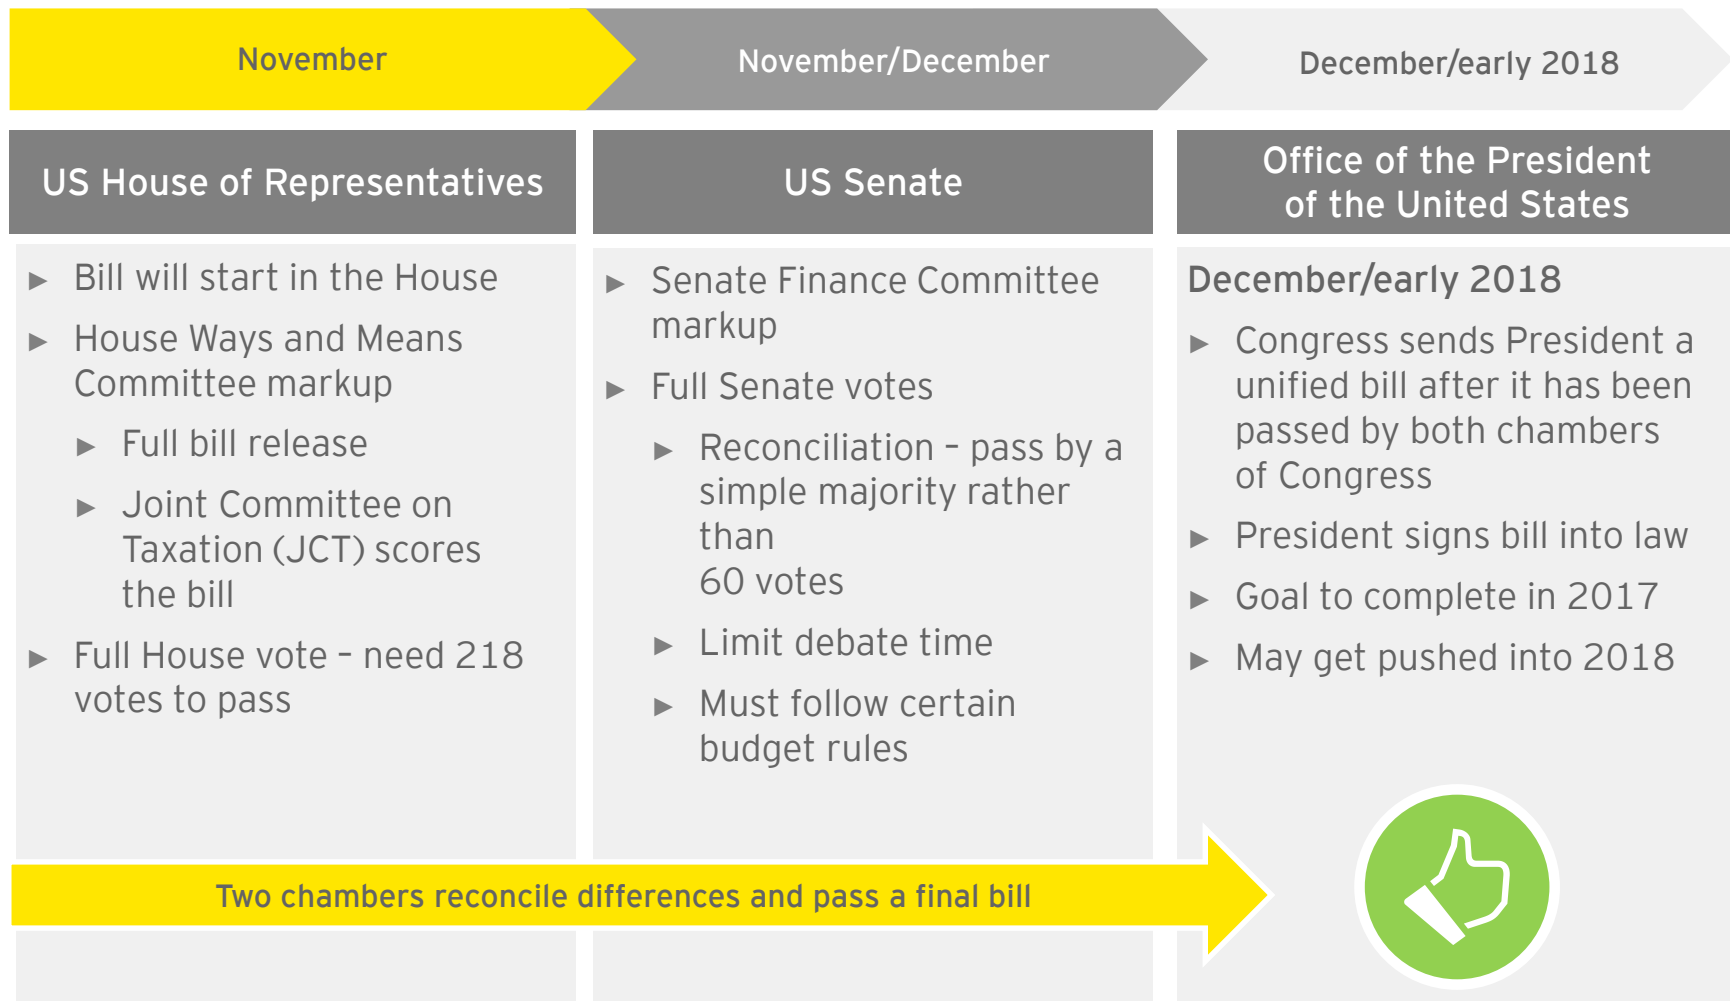 November
November/December
December/early 2018
US House of Representatives
US Senate
Office of the President
of the United States
► Bill will start in the House
► House Ways and Means
Committee markup
► Full bill release
► Joint Committee on
Taxation (JCT) scores
the bill
► Full House vote – need 218
votes to pass
► Senate Finance Committee
markup
► Full Senate votes
► Reconciliation – pass by a
simple majority rather
than
60 votes
► Limit debate time
► Must follow certain
budget rules
December/early 2018
► Congress sends President a
unified bill after it has been
passed by both chambers
of Congress
► President signs bill into law
► Goal to complete in 2017
► May get pushed into 2018
Two chambers reconcile differences and pass a final bill